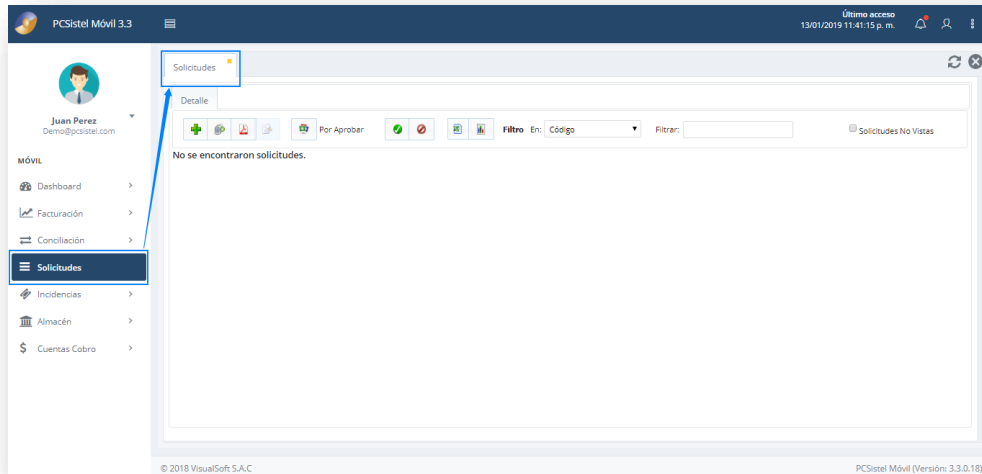 PCSistel Móvil 3.3
Último acceso
13/01/2019 11:41:15 p. m.
Juan Perez
Demo@pcsistel.com
MÓVIL
Dashboard
Facturación
Conciliación
Solicitudes
Incidencias
Almacén
Cuentas Cobro
Solicitudes
Detalle
Por Aprobar
Filtro En: Código Filtrar: Solicitudes No Vistas
No se encontraron solicitudes.
© 2018 VisualSoft S.A.C
PCSistel Móvil (Versión: 3.3.0.18)